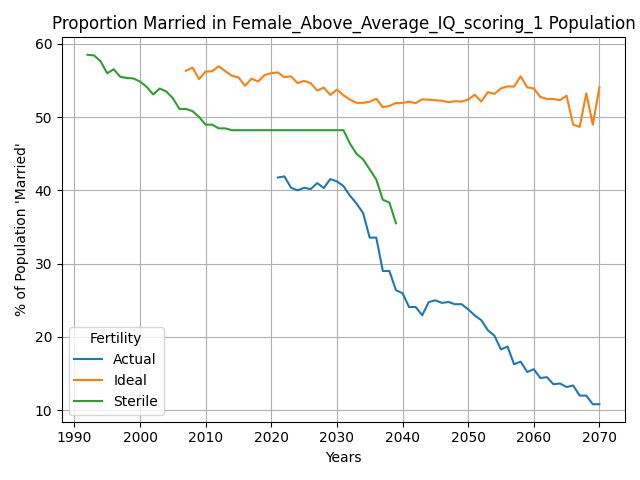 Proportion Married in Female_Above_Average_IQ_scoring_1 Population
% of Population 'Married'
60
50
40
30
20
10
Fertility
Actual
Ideal
Sterile
1990 2000 2010 2020 2030 2040 2050 2060 2070
Years